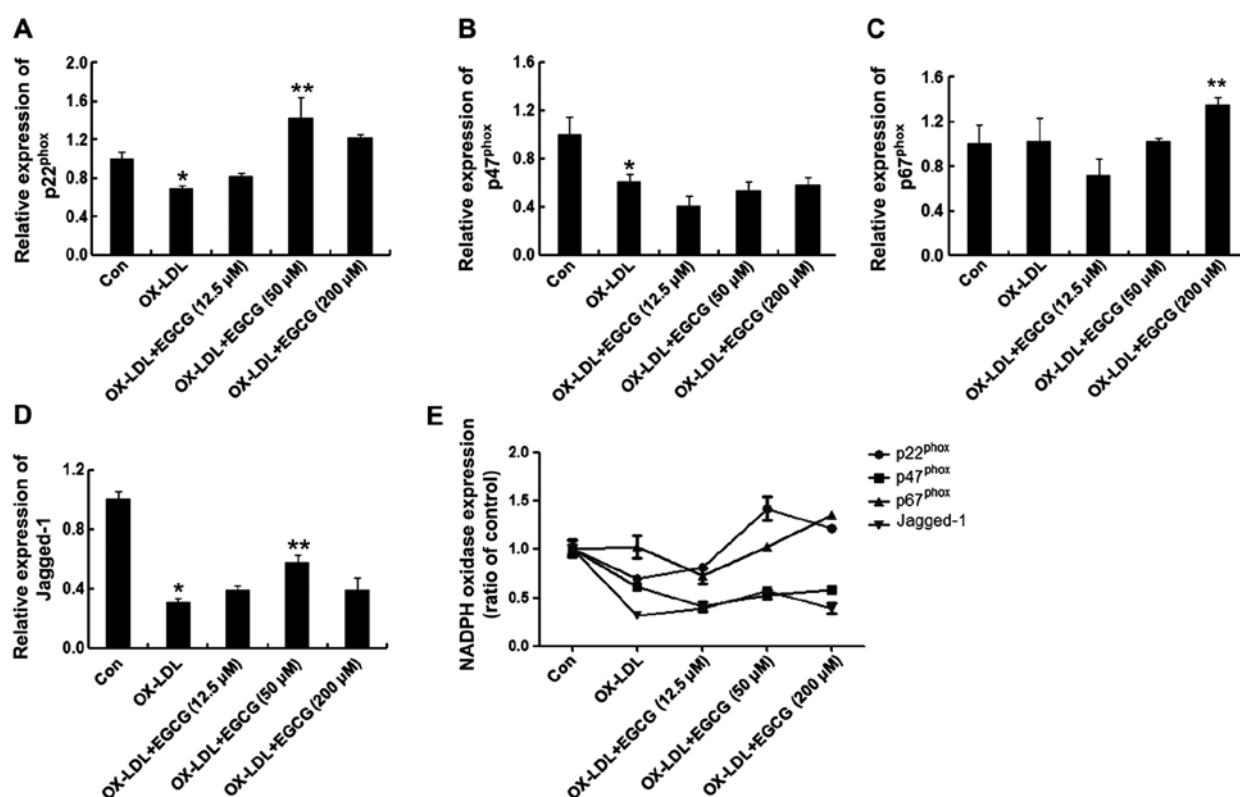 A
Relative expression of
p22phox
2.0
1.6
1.2
0.8
0.4
0.0
*
**
Con
OX-LDL
OX-LDL+EGCG (12.5 µM)
OX-LDL+EGCG (50 µM)
OX-LDL+EGCG (200 µM)
B
Relative expression of
p47phox
1.6
1.2
0.8
0.4
0.0
*
Con
OX-LDL
OX-LDL+EGCG (12.5 µM)
OX-LDL+EGCG (50 µM)
OX-LDL+EGCG (200 µM)
C
Relative expression of
p67phox
1.6
1.2
0.8
0.4
0.0
**
Con
OX-LDL
OX-LDL+EGCG (12.5 µM)
OX-LDL+EGCG (50 µM)
OX-LDL+EGCG (200 µM)
D
Relative expression of
Jagged-1
1.2
0.8
0.4
0.0
*
**
Con
OX-LDL
OX-LDL+EGCG (12.5 µM)
OX-LDL+EGCG (50 µM)
OX-LDL+EGCG (200 µM)
E
NADPH oxidase expression
(ratio of control)
2.0
1.5
1.0
0.5
0.0
Con
OX-LDL
OX-LDL+EGCG (12.5 µM)
OX-LDL+EGCG (50 µM)
OX-LDL+EGCG (200 µM)
p22phox
p47phox
p67phox
Jagged-1